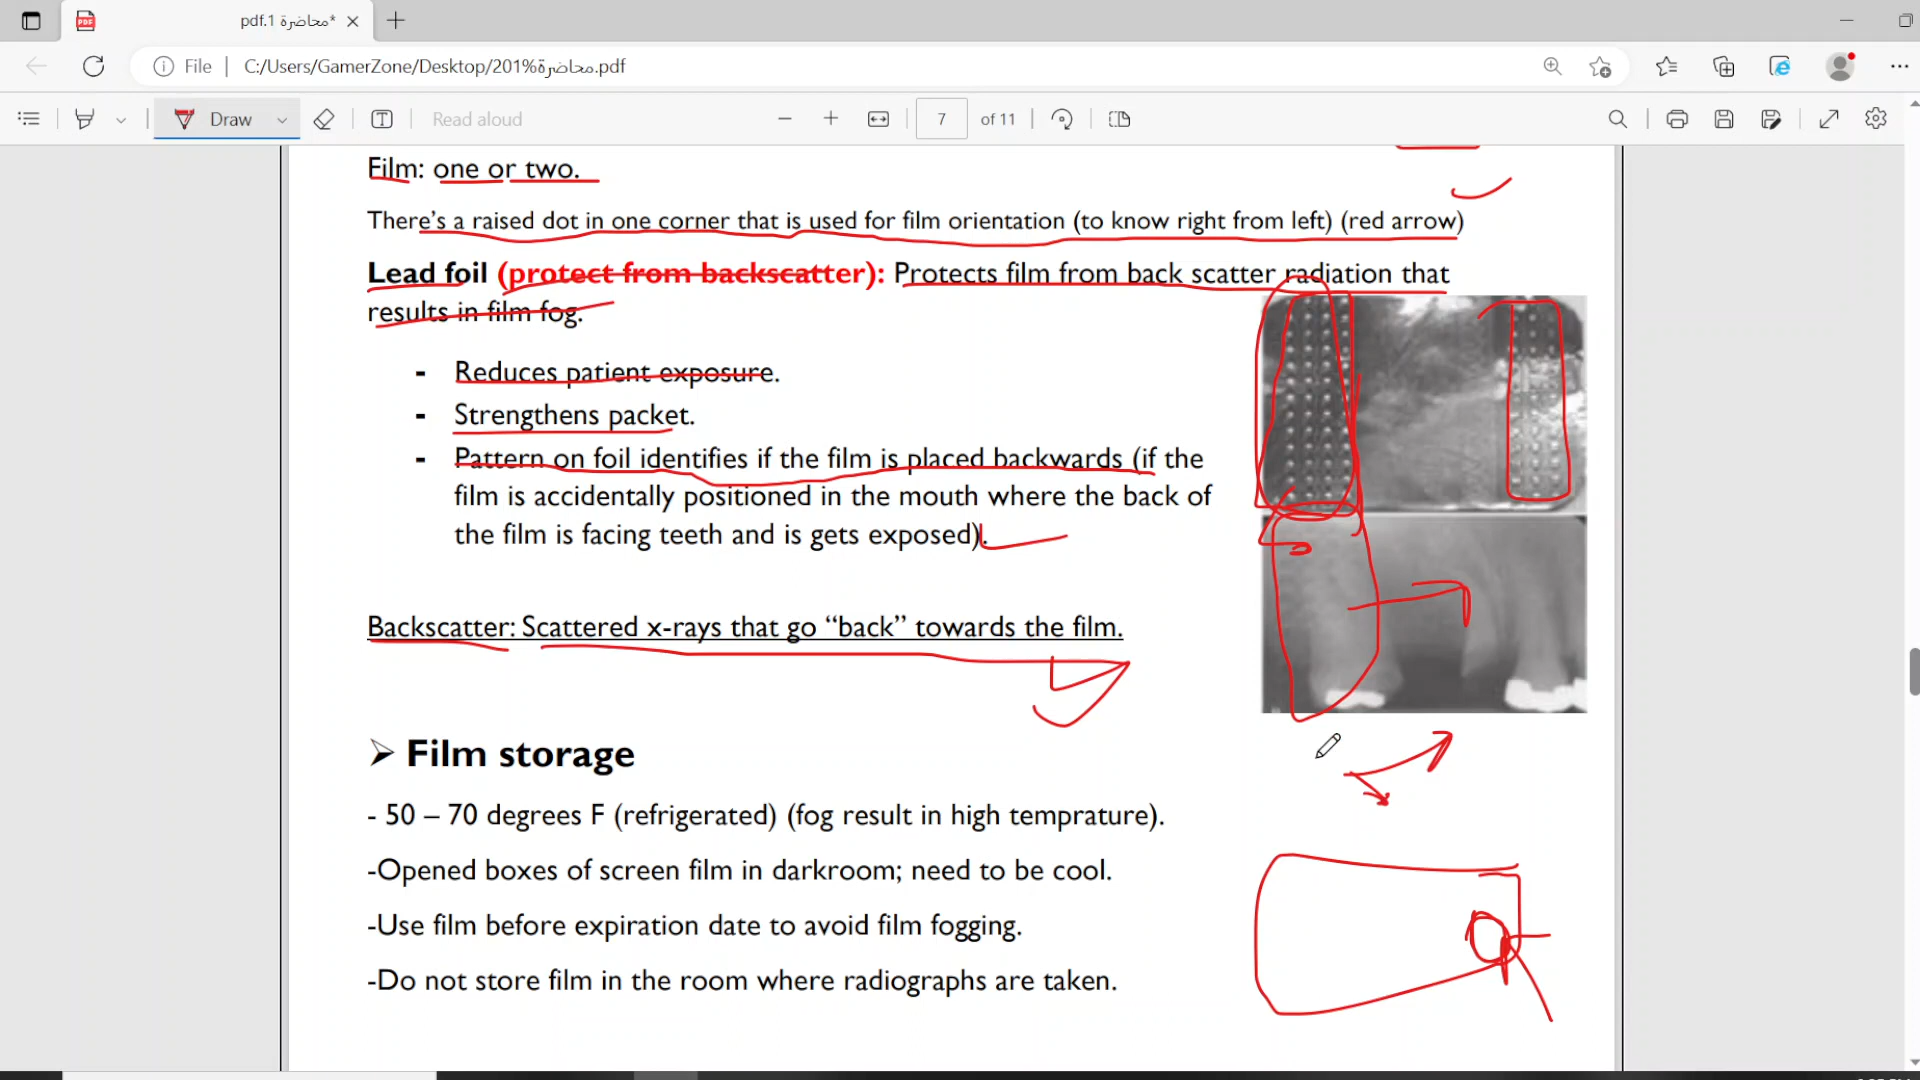 محاضرة 1.pdf*
File
C:/Users/GamerZone/Desktop/201%محاضرة.pdf
Draw
Read aloud
7
of 11
Film: one or two.
There's a raised dot in one corner that is used for film orientation (to know right from left) (red arrow)
Lead foil (protect from backscatter): Protects film from back scatter radiation that
results in film fog.
- Reduces patient exposure.
- Strengthens packet.
- Pattern on foil identifies if the film is placed backwards (if the
film is accidentally positioned in the mouth where the back of
the film is facing teeth and is gets exposed).
Backscatter: Scattered x-rays that go “back” towards the film.
➢ Film storage
- 50 – 70 degrees F (refrigerated) (fog result in high temprature).
-Opened boxes of screen film in darkroom; need to be cool.
-Use film before expiration date to avoid film fogging.
-Do not store film in the room where radiographs are taken.